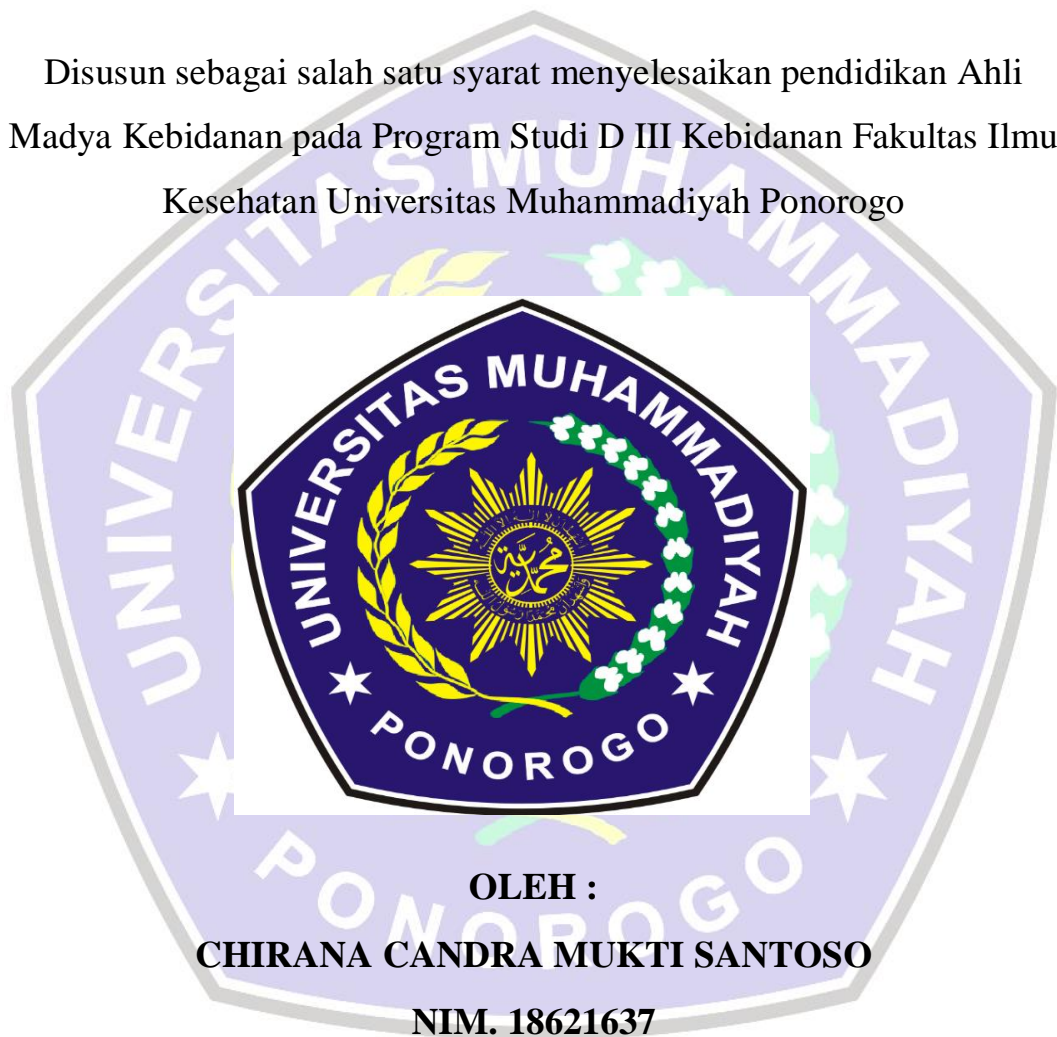 Disusun sebagai salah satu syarat menyelesaikan pendidikan Ahli
Madya Kebidanan pada Program Studi D III Kebidanan Fakultas Ilmu
Kesehatan Universitas Muhammadiyah Ponorogo
UNIVERSITAS MUHAMMADIYAH
محمدية
PONOROGO
OLEH :
CHIRANA CANDRA MUKTI SANTOSO
NIM. 18621637